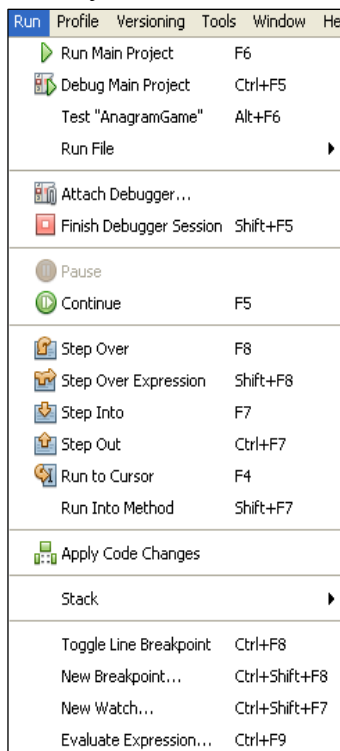 Run Profile Versioning Tools Window He
Run Main Project F6
Debug Main Project Ctrl+F5
Test "AnagramGame" Alt+F6
Run File
Attach Debugger...
Finish Debugger Session Shift+F5
Pause
Continue F5
Step Over F8
Step Over Expression Shift+F8
Step Into F7
Step Out Ctrl+F7
Run to Cursor F4
Run Into Method Shift+F7
Apply Code Changes
Stack
Toggle Line Breakpoint Ctrl+F8
New Breakpoint... Ctrl+Shift+F8
New Watch... Ctrl+Shift+F7
Evaluate Expression... Ctrl+F9